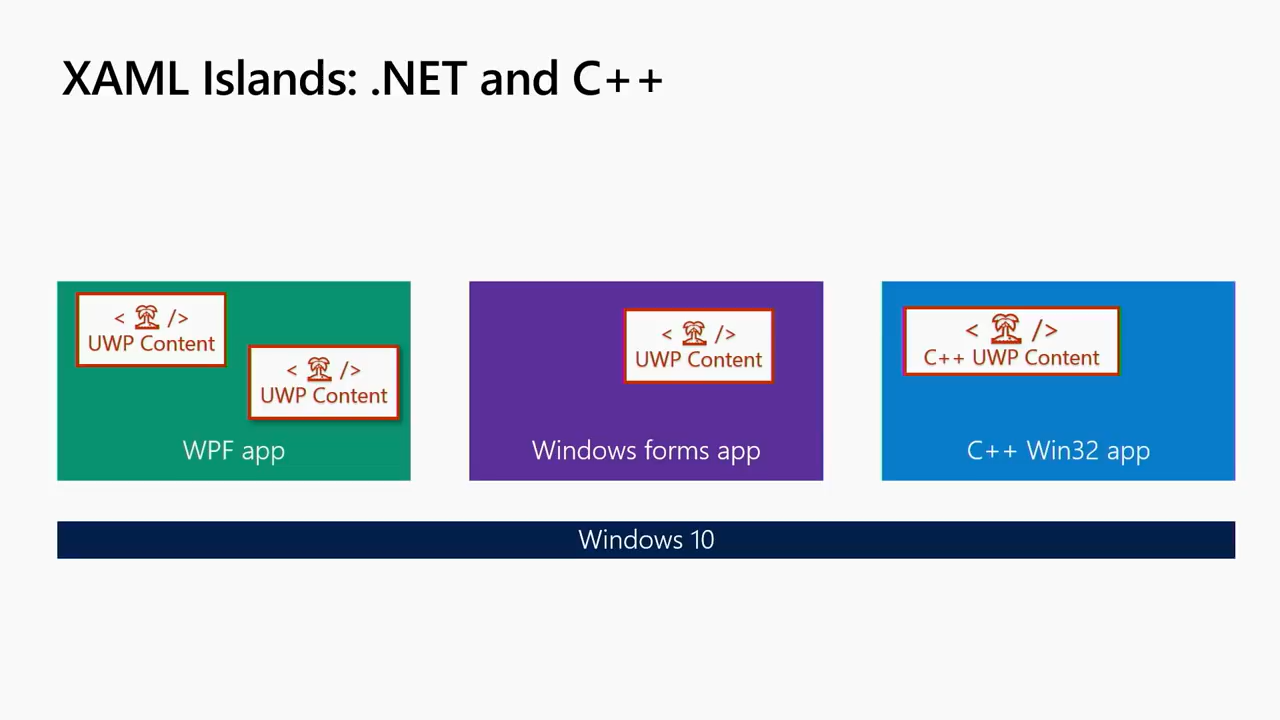 XAML Islands: .NET and C++
< />
UWP Content
< />
UWP Content
WPF app
< />
UWP Content
Windows forms app
< />
C++ UWP Content
C++ Win32 app
Windows 10